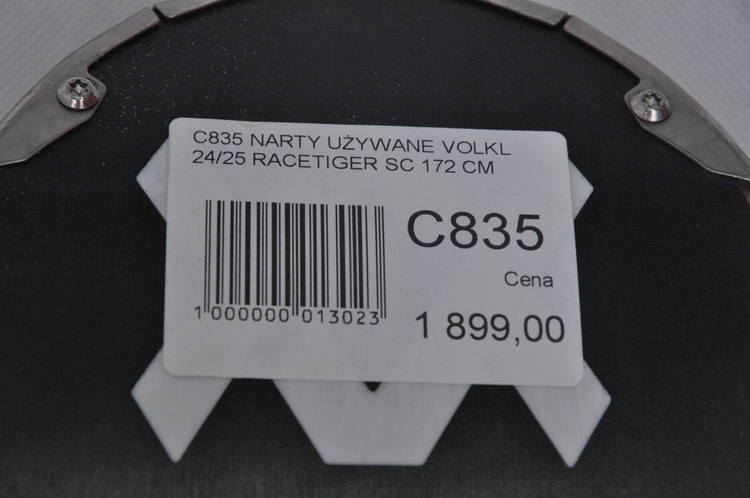 C835 NARTY UŻYWANE VOLKL
24/25 RACETIGER SC 172 CM
C835
Cena
1 000000 013023
1 899,00